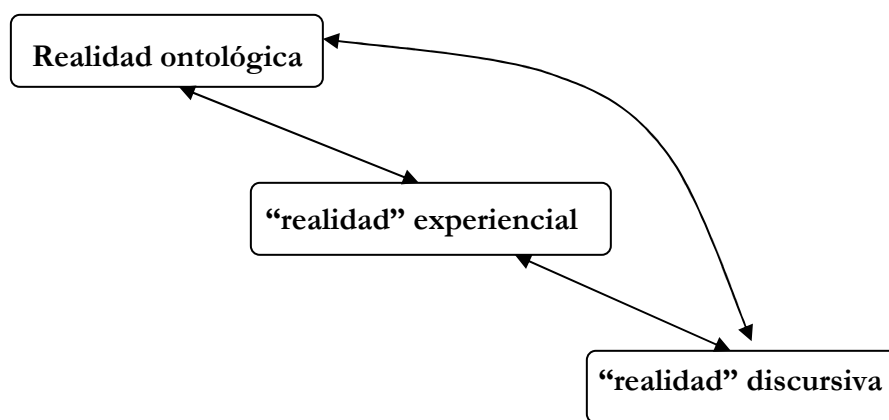 Realidad ontológica
“realidad” experiencial
“realidad” discursiva